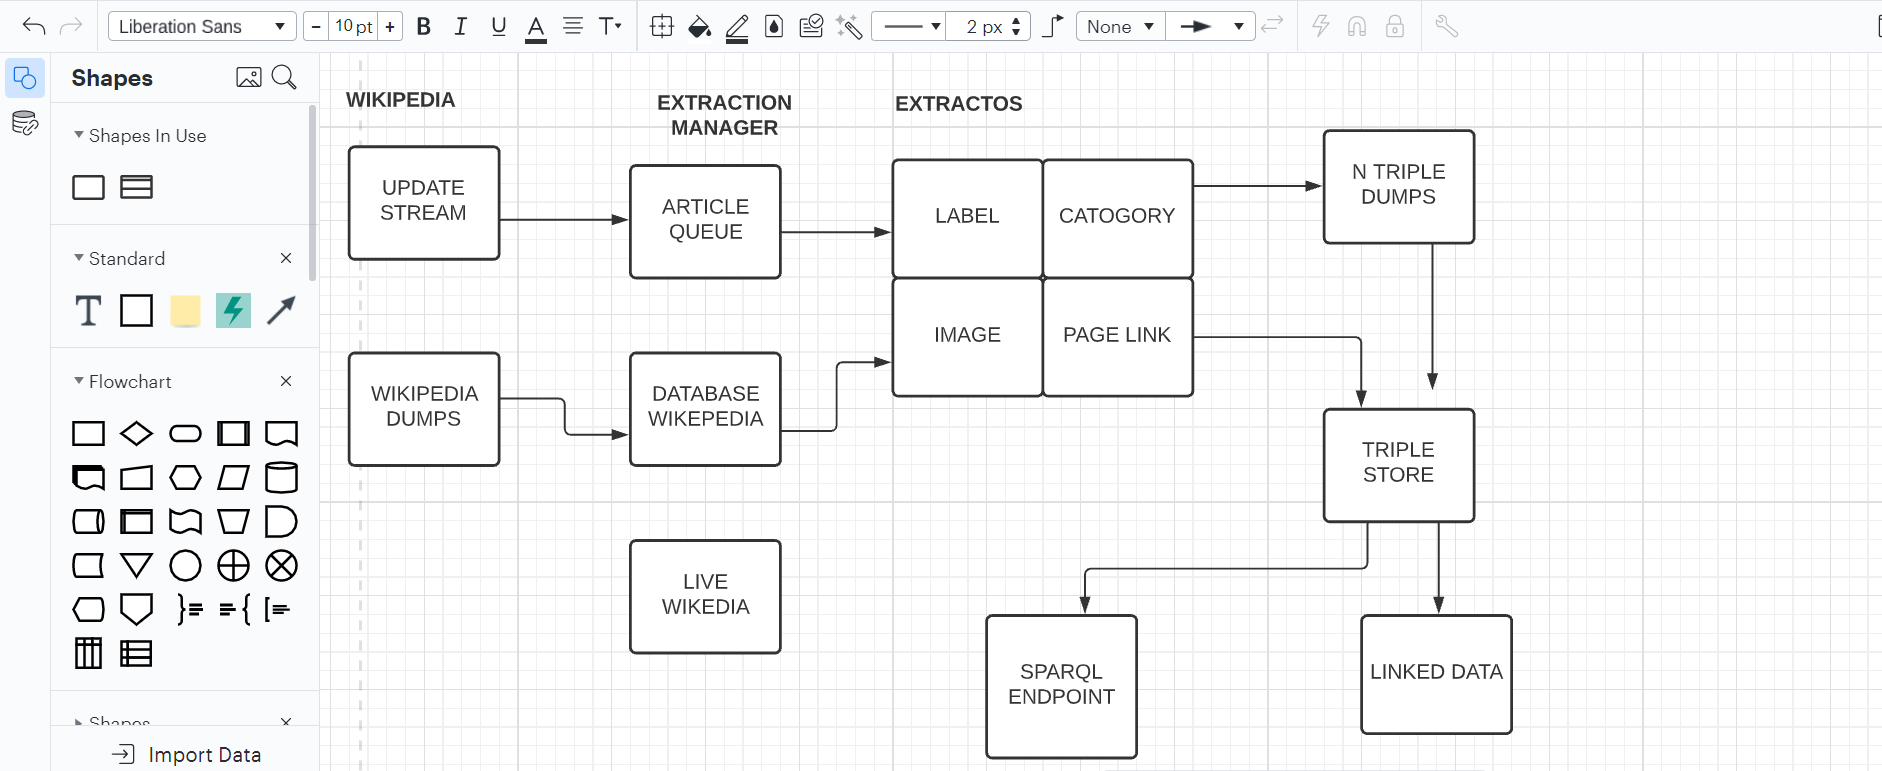 Liberation Sans
− 10 pt +
B I U A T
2 px
None
Shapes
Shapes In Use
Standard
T
Flowchart
Shapes
Import Data
WIKIPEDIA
EXTRACTION
MANAGER
EXTRACTOS
UPDATE
STREAM
ARTICLE
QUEUE
LABEL
CATOGORY
N TRIPLE
DUMPS
WIKIPEDIA
DUMPS
DATABASE
WIKEPEDIA
IMAGE
PAGE LINK
TRIPLE
STORE
LIVE
WIKEDIA
SPARQL
ENDPOINT
LINKED DATA